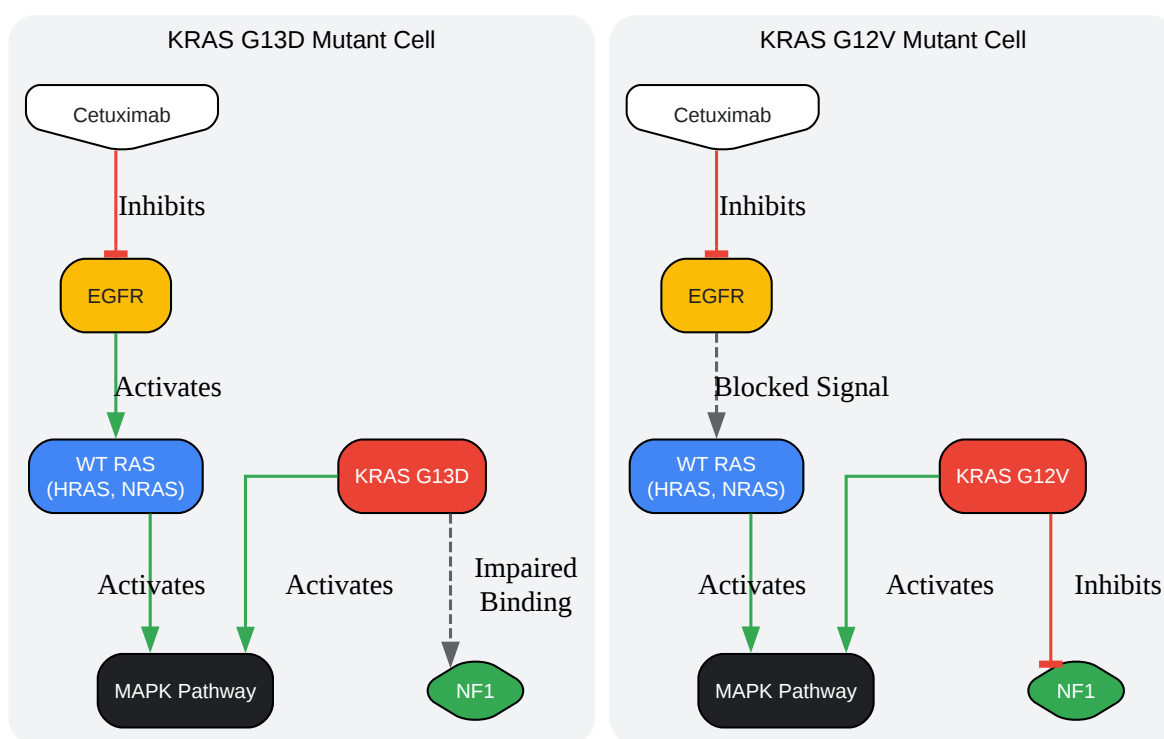 KRAS G13D Mutant Cell
Cetuximab
Inhibits
EGFR
Activates
WT RAS
(HRAS, NRAS)
KRAS G13D
Activates
Activates
Impaired
Binding
MAPK Pathway
NF1
KRAS G12V Mutant Cell
Cetuximab
Inhibits
EGFR
Blocked Signal
WT RAS
(HRAS, NRAS)
KRAS G12V
Activates
Activates
Inhibits
MAPK Pathway
NF1